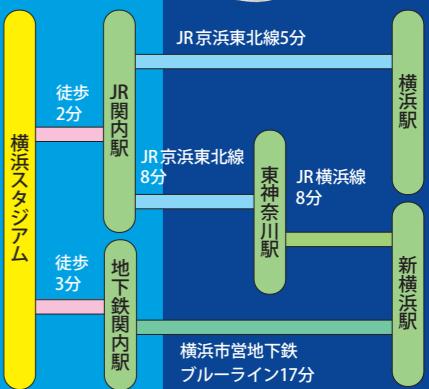 JR京浜東北線5分
徒歩
2分
JR関内駅
横浜駅
横浜スタジアム
JR京浜東北線
8分
東神奈川駅
JR横浜線
8分
徒歩
3分
地下鉄関内駅
新横浜駅
横浜市営地下鉄
ブルーライン17分